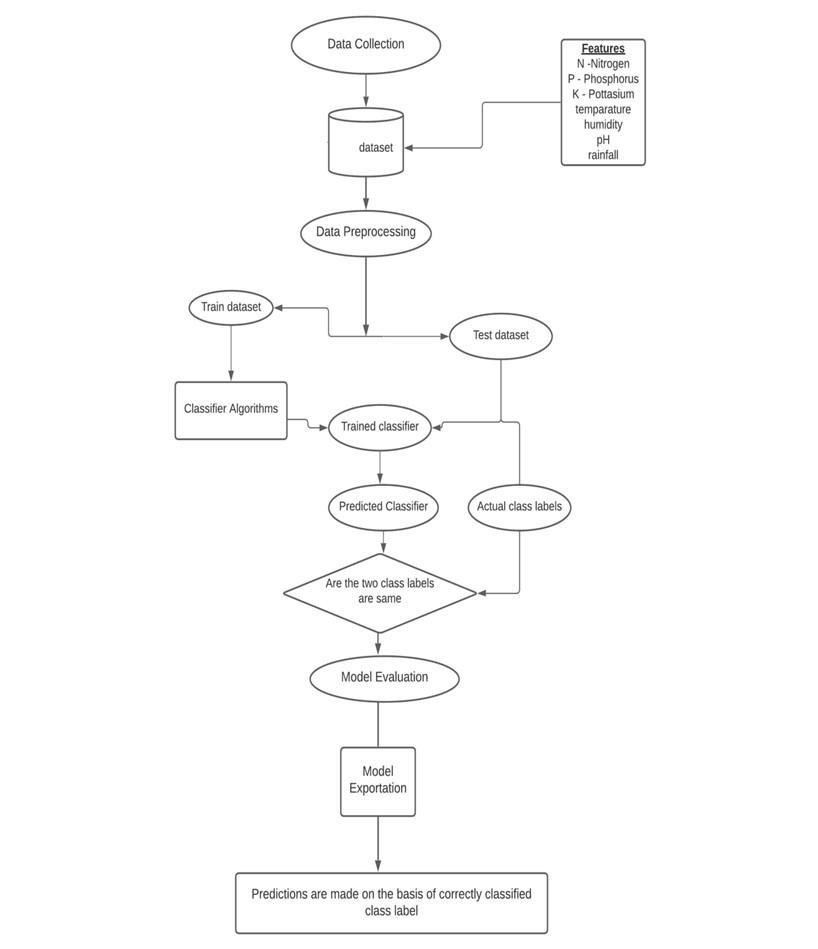 Data Collection
Features
N -Nitrogen
P - Phosphorus
K - Pottasium
temparature
humidity
pH
rainfall
dataset
Data Preprocessing
Train dataset
Test dataset
Classifier Algorithms
Trained classifier
Predicted Classifier
Actual class labels
Are the two class labels
are same
Model Evaluation
Model
Exportation
Predictions are made on the basis of correctly classified
class label